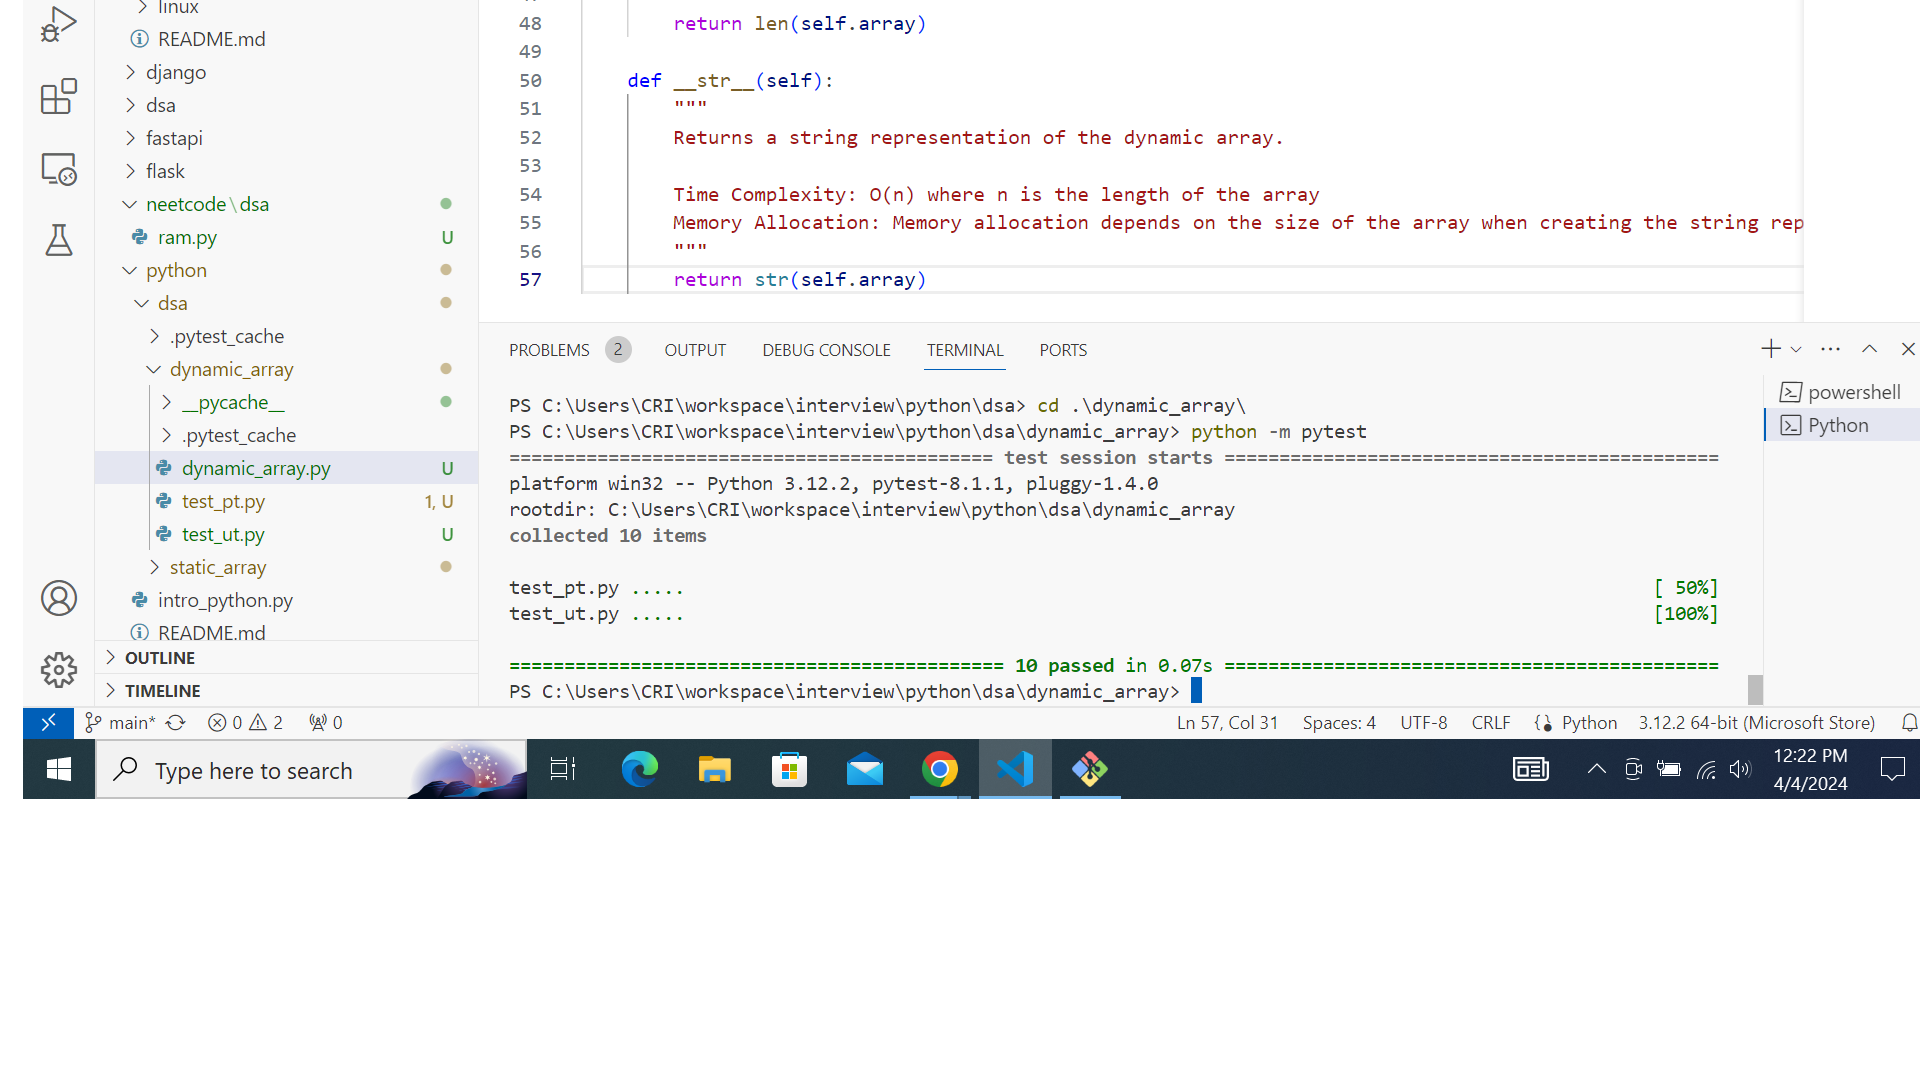 linux
README.md
django
dsa
fastapi
flask
neetcode\dsa
ram.py U
python
dsa
.pytest_cache
dynamic_array
__pycache__
.pytest_cache
dynamic_array.py U
test_pt.py 1, U
test_ut.py U
static_array
intro_python.py
README.md
OUTLINE
TIMELINE
48 return len(self.array)
49
50 def __str__(self):
51 """
52 Returns a string representation of the dynamic array.
53
54 Time Complexity: O(n) where n is the length of the array
55 Memory Allocation: Memory allocation depends on the size of the array when creating the string rep
56 """
57 return str(self.array)
PROBLEMS 2 OUTPUT DEBUG CONSOLE TERMINAL PORTS
PS C:\Users\CRI\workspace\interview\python\dsa> cd .\dynamic_array\
PS C:\Users\CRI\workspace\interview\python\dsa\dynamic_array> python -m pytest
============================================ test session starts =============================================
platform win32 -- Python 3.12.2, pytest-8.1.1, pluggy-1.4.0
rootdir: C:\Users\CRI\workspace\interview\python\dsa\dynamic_array
collected 10 items
test_pt.py ..... [ 50%]
test_ut.py ..... [100%]
============================================= 10 passed in 0.07s =============================================
PS C:\Users\CRI\workspace\interview\python\dsa\dynamic_array>
powershell
Python
main* 0 2 0 Ln 57, Col 31 Spaces: 4 UTF-8 CRLF Python 3.12.2 64-bit (Microsoft Store)
Type here to search
12:22 PM
4/4/2024